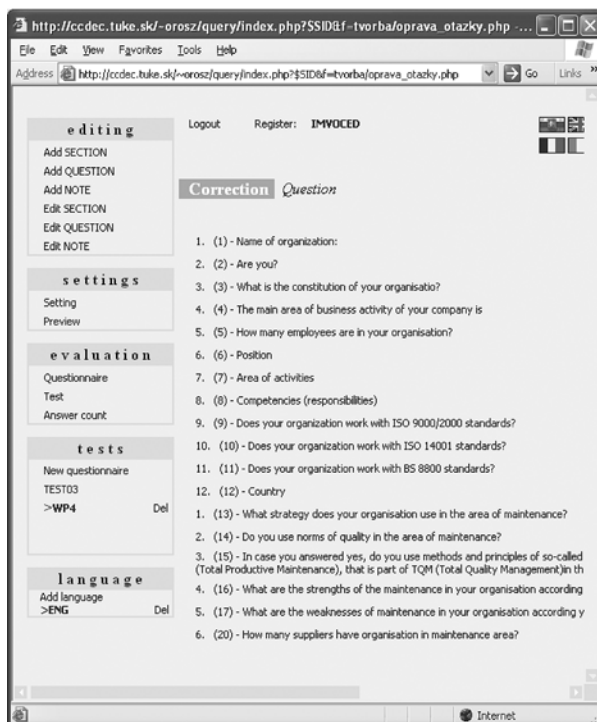 http://ccdec.tuke.sk/~orosz/query/index.php?$SID&f=tvorba/oprava_otazky.php -...
File Edit View Favorites Tools Help
Address http://ccdec.tuke.sk/~orosz/query/index.php?$SID&f=tvorba/oprava_otazky.php Go Links »
editing
Add SECTION
Add QUESTION
Add NOTE
Edit SECTION
Edit QUESTION
Edit NOTE
settings
Setting
Preview
evaluation
Questionnaire
Test
Answer count
tests
New questionnaire
TEST03
>WP4 Del
language
Add language
>ENG Del
Logout Register: IMVOCED
Correction Question
1. (1) - Name of organization:
2. (2) - Are you?
3. (3) - What is the constitution of your organisatio?
4. (4) - The main area of business activity of your company is
5. (5) - How many employees are in your organisation?
6. (6) - Position
7. (7) - Area of activities
8. (8) - Competencies (responsibilities)
9. (9) - Does your organization work with ISO 9000/2000 standards?
10. (10) - Does your organization work with ISO 14001 standards?
11. (11) - Does your organization work with BS 8800 standards?
12. (12) - Country
1. (13) - What strategy does your organisation use in the area of maintenance?
2. (14) - Do you use norms of quality in the area of maintenance?
3. (15) - In case you answered yes, do you use methods and principles of so-called
(Total Productive Maintenance), that is part of TQM (Total Quality Management)in th
4. (16) - What are the strengths of the maintenance in your organisation according
5. (17) - What are the weaknesses of maintenance in your organisation according y
6. (20) - How many suppliers have organisation in maintenance area?
Internet